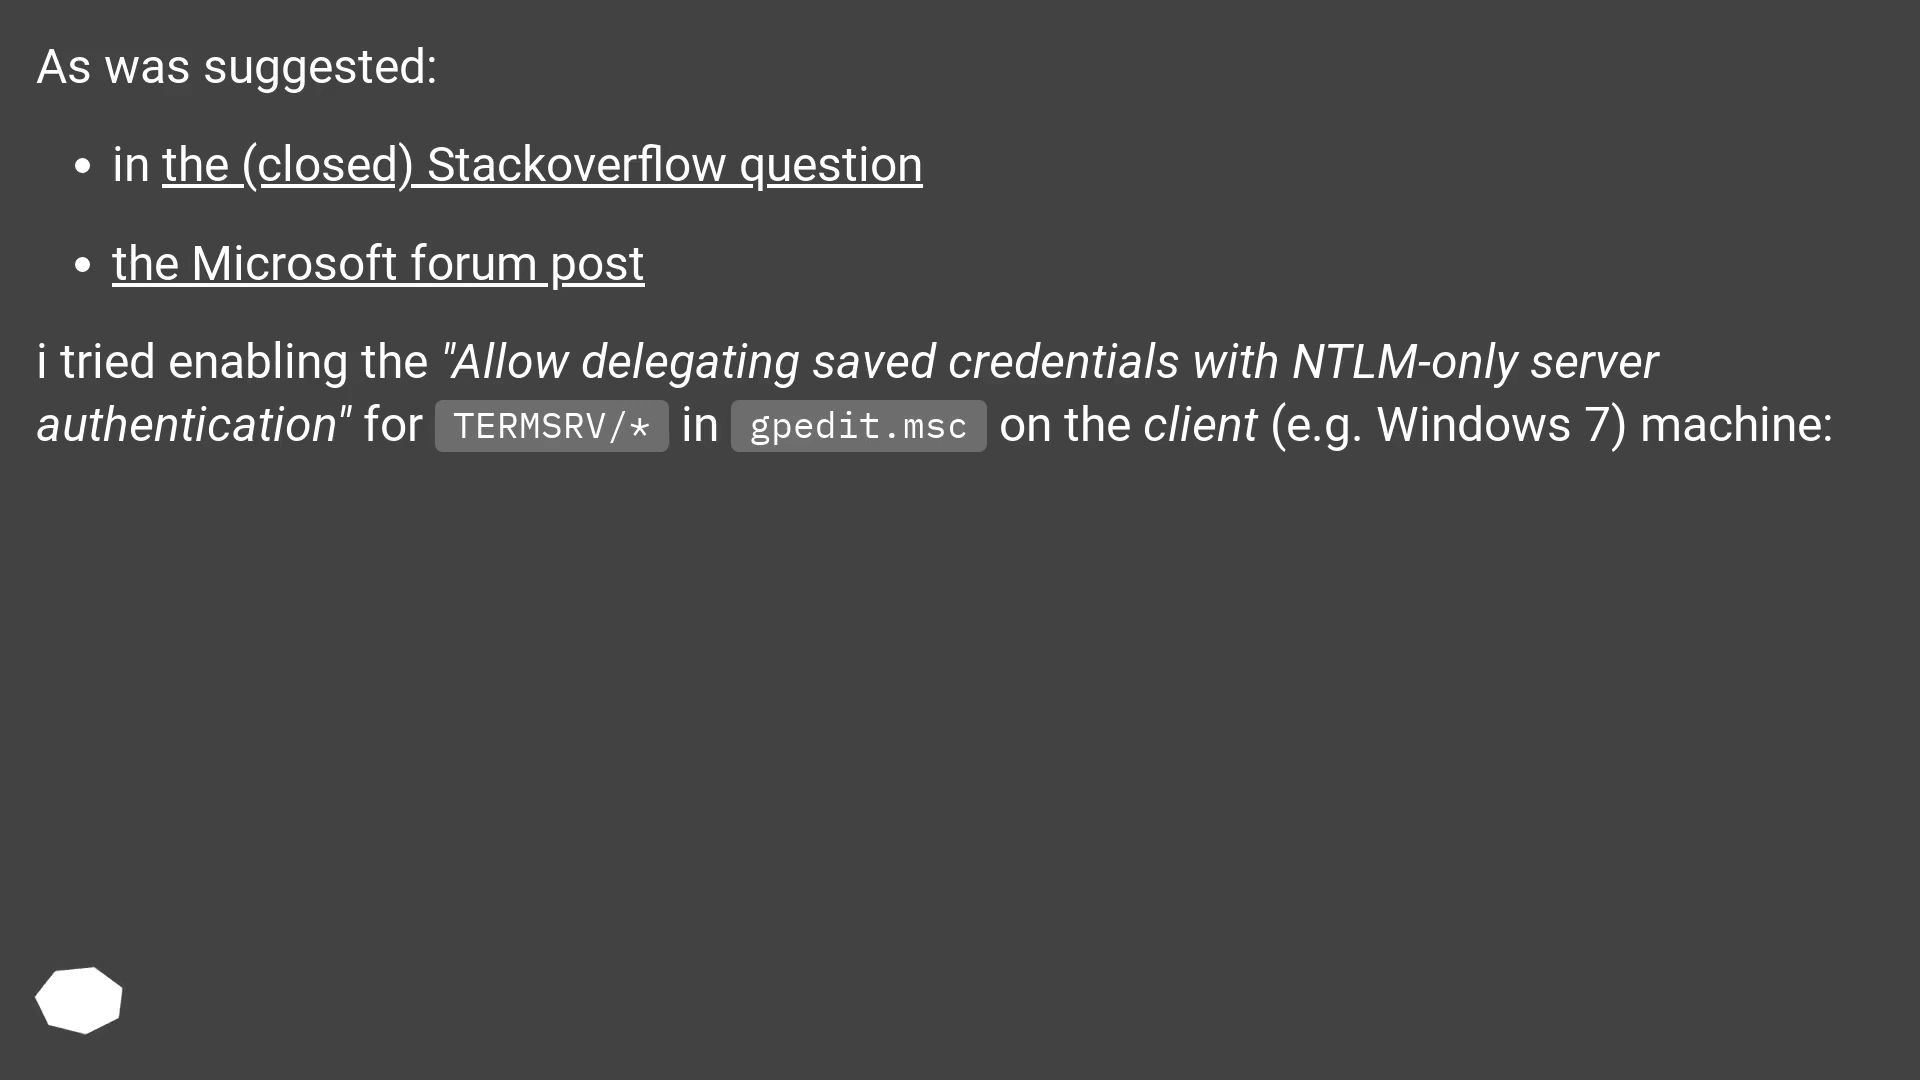 As was suggested:
• in the (closed) Stackoverflow question
• the Microsoft forum post
i tried enabling the "Allow delegating saved credentials with NTLM-only server
authentication" for TERMSRV/* in gpedit.msc on the client (e.g. Windows 7) machine: